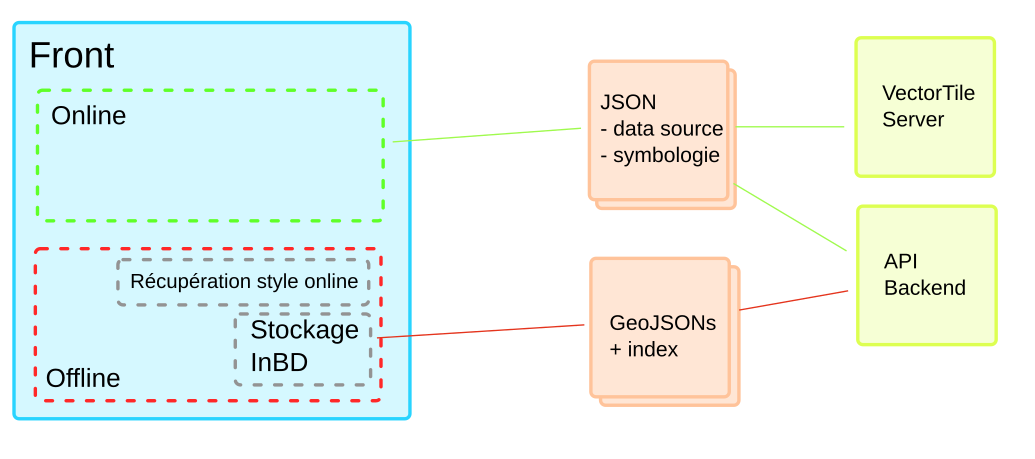 Front
Online
Récupération style online
Stockage
InBD
Offline
JSON
- data source
- symbologie
GeoJSONs
+ index
VectorTile
Server
API
Backend